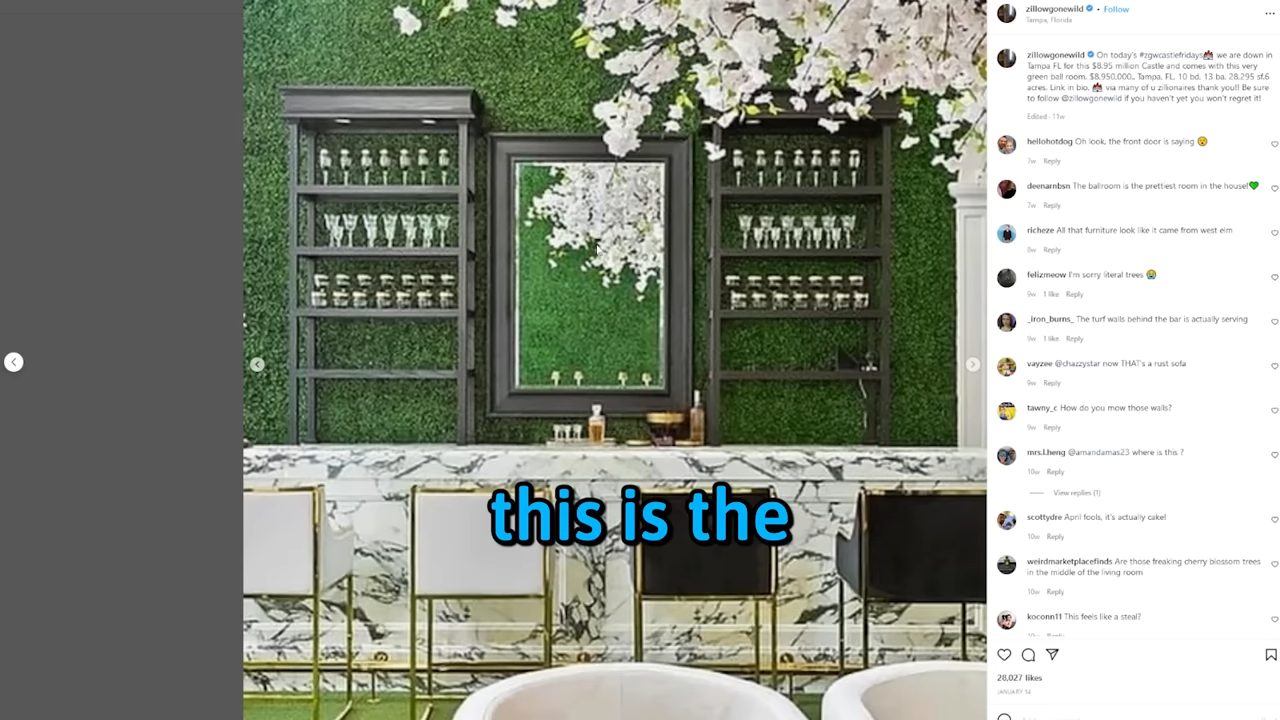 zillowgonewild • Follow
Tampa, Florida
zillowgonewild On today's #zgwcastlefridays we are down in
Tampa FL for this $8.95 million Castle and comes with this very
green ball room. $8,950,000.. Tampa, FL. 10 bd, 13 ba, 28,295 sf.6
acres. Link in bio. via many of u zillionaires thank you!! Be sure
to follow @zillowgonewild if you haven't yet you won't regret it!
Edited · 11w
hellohotdog Oh look, the front door is saying 😯
7w Reply
deenarnbsn The ballroom is the prettiest room in the house!💚
7w Reply
richeze All that furniture look like it came from west elm
8w Reply
felizmeow I'm sorry literal trees 😭
9w 1 like Reply
_iron_burns_ The turf walls behind the bar is actually serving
9w 1 like Reply
vayzee @chazzystar now THAT's a rust sofa
9w Reply
tawny_c How do you mow those walls?
9w Reply
mrs.l.heng @amandamas23 where is this ?
10w Reply
View replies (1)
scottydre April fools, it's actually cake!
10w Reply
weirdmarketplacefinds Are those freaking cherry blossom trees
in the middle of the living room
10w Reply
koconn11 This feels like a steal?
this is the
28,027 likes
JANUARY 14